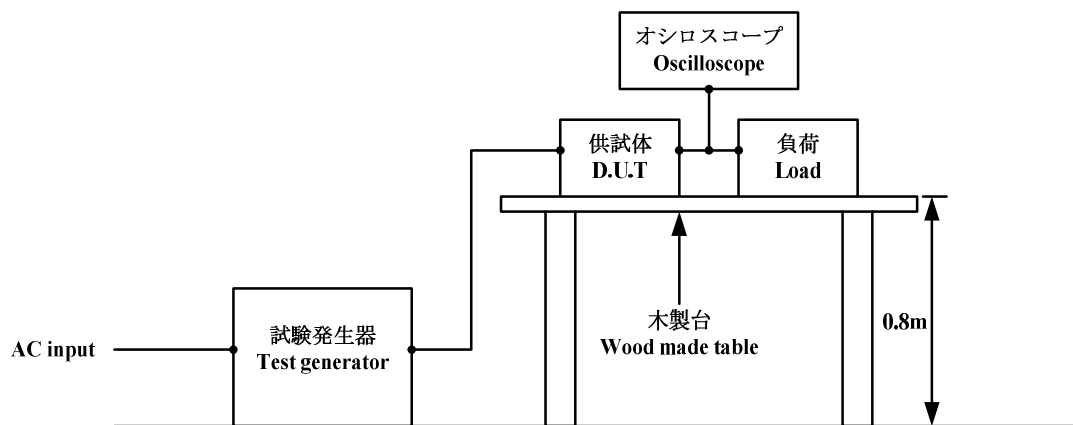 オシロスコープ
Oscilloscope
供試体
D.U.T
負荷
Load
試験発生器
Test generator
AC input
木製台
Wood made table
0.8m